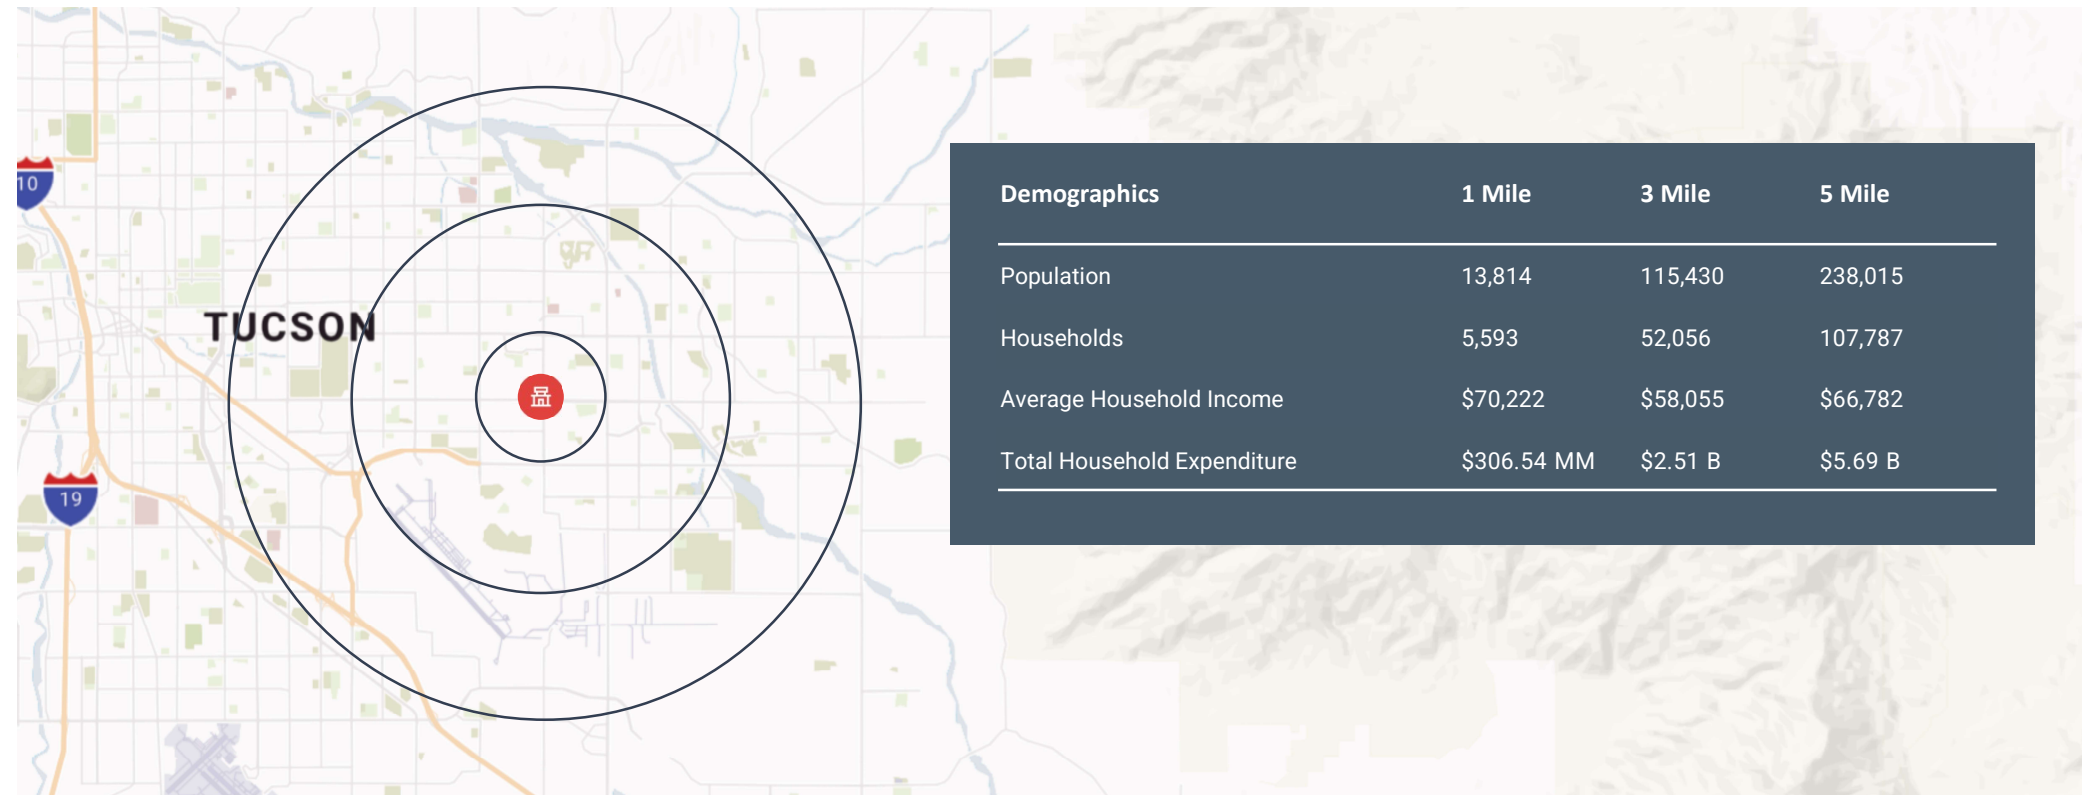 10
TUCSON
19
Demographics 1 Mile 3 Mile 5 Mile
Population 13,814 115,430 238,015
Households 5,593 52,056 107,787
Average Household Income $70,222 $58,055 $66,782
Total Household Expenditure $306.54 MM $2.51 B $5.69 B